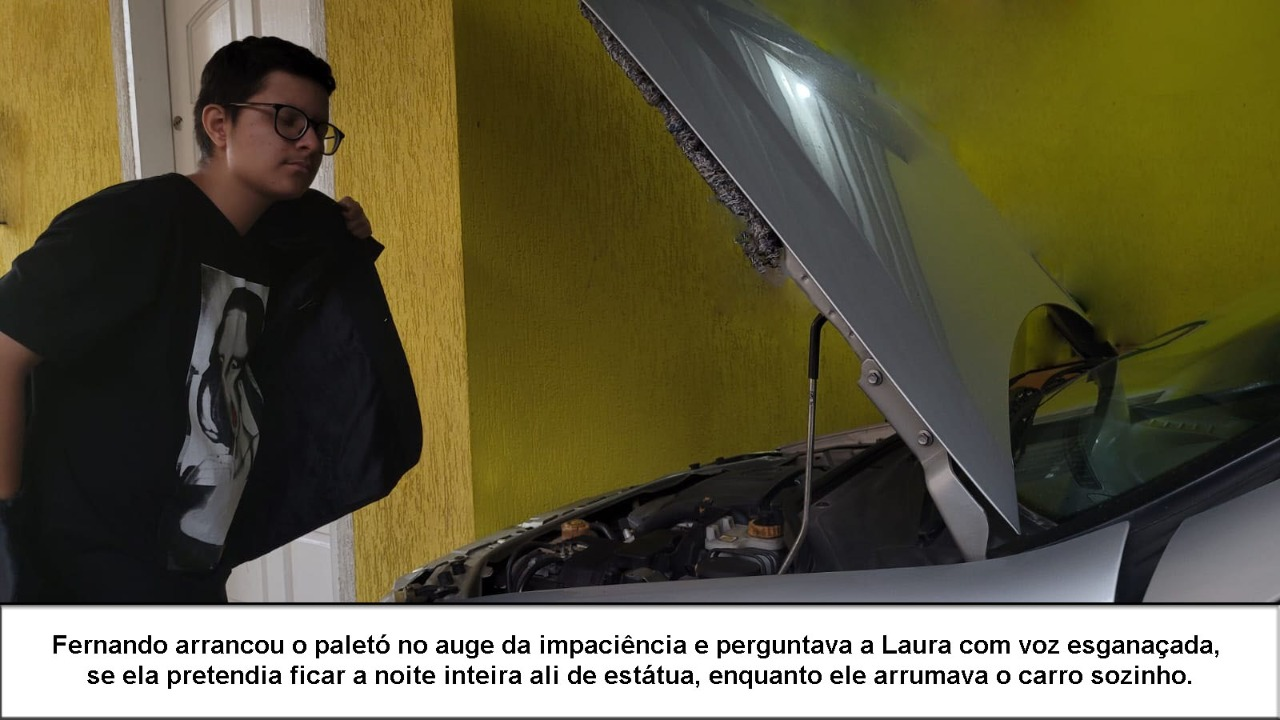 Fernando arrancou o paletó no auge da impaciência e perguntava a Laura com voz esganaçada,
se ela pretendia ficar a noite inteira ali de estátua, enquanto ele arrumava o carro sozinho.